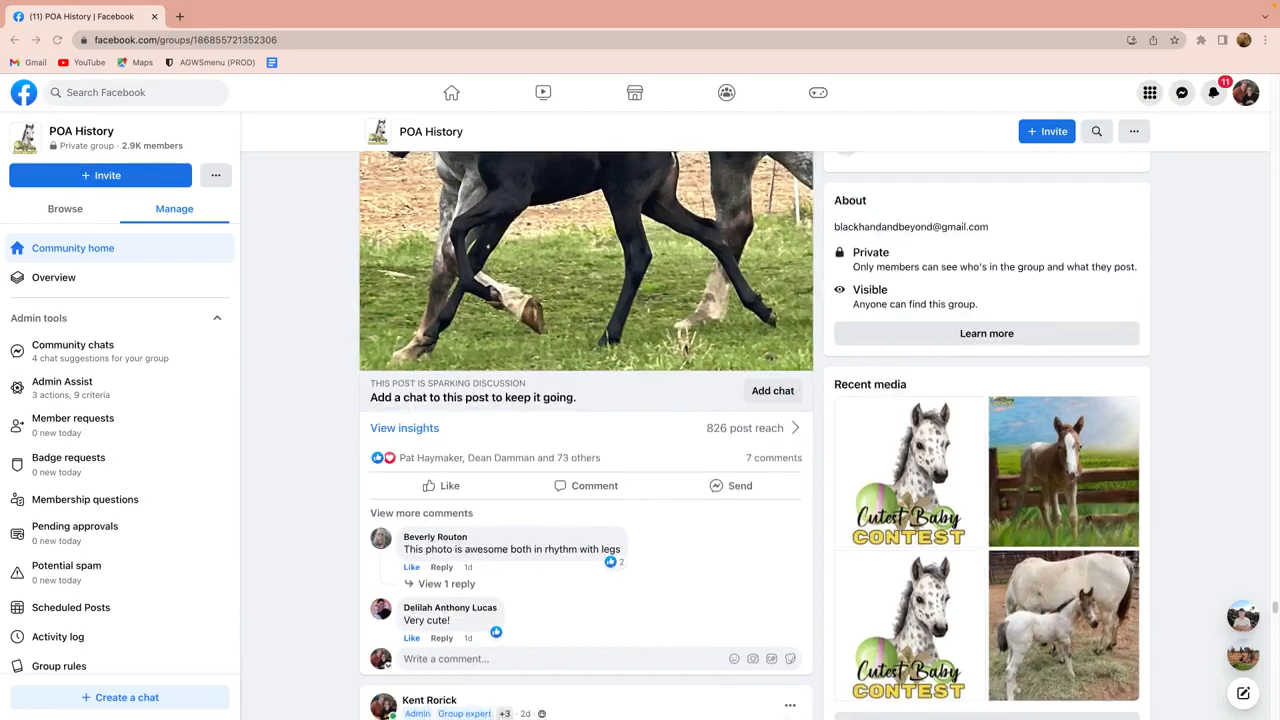 (11) POA History | Facebook
facebook.com/groups/186855721352306
Gmail
YouTube
Maps
AGWSmenu (PROD)
Search Facebook
11
POA History
Private group · 2.9K members
+ Invite
Browse
Manage
Community home
Overview
Admin tools
Community chats
4 chat suggestions for your group
Admin Assist
3 actions, 9 criteria
Member requests
0 new today
Badge requests
0 new today
Membership questions
Pending approvals
0 new today
Potential spam
0 new today
Scheduled Posts
Activity log
Group rules
+ Create a chat
POA History
+ Invite
THIS POST IS SPARKING DISCUSSION
Add a chat to this post to keep it going.
Add chat
View insights
826 post reach
Pat Haymaker, Dean Damman and 73 others
7 comments
Like
Comment
Send
View more comments
Beverly Routon
This photo is awesome both in rhythm with legs
2
Like Reply 1d
View 1 reply
Delilah Anthony Lucas
Very cute!
Like Reply 1d
Write a comment...
Kent Rorick
Admin Group expert +3 · 2d ·
About
blackhandandbeyond@gmail.com
Private
Only members can see who's in the group and what they post.
Visible
Anyone can find this group.
Learn more
Recent media
Cutest Baby
CONTEST
Cutest Baby
CONTEST